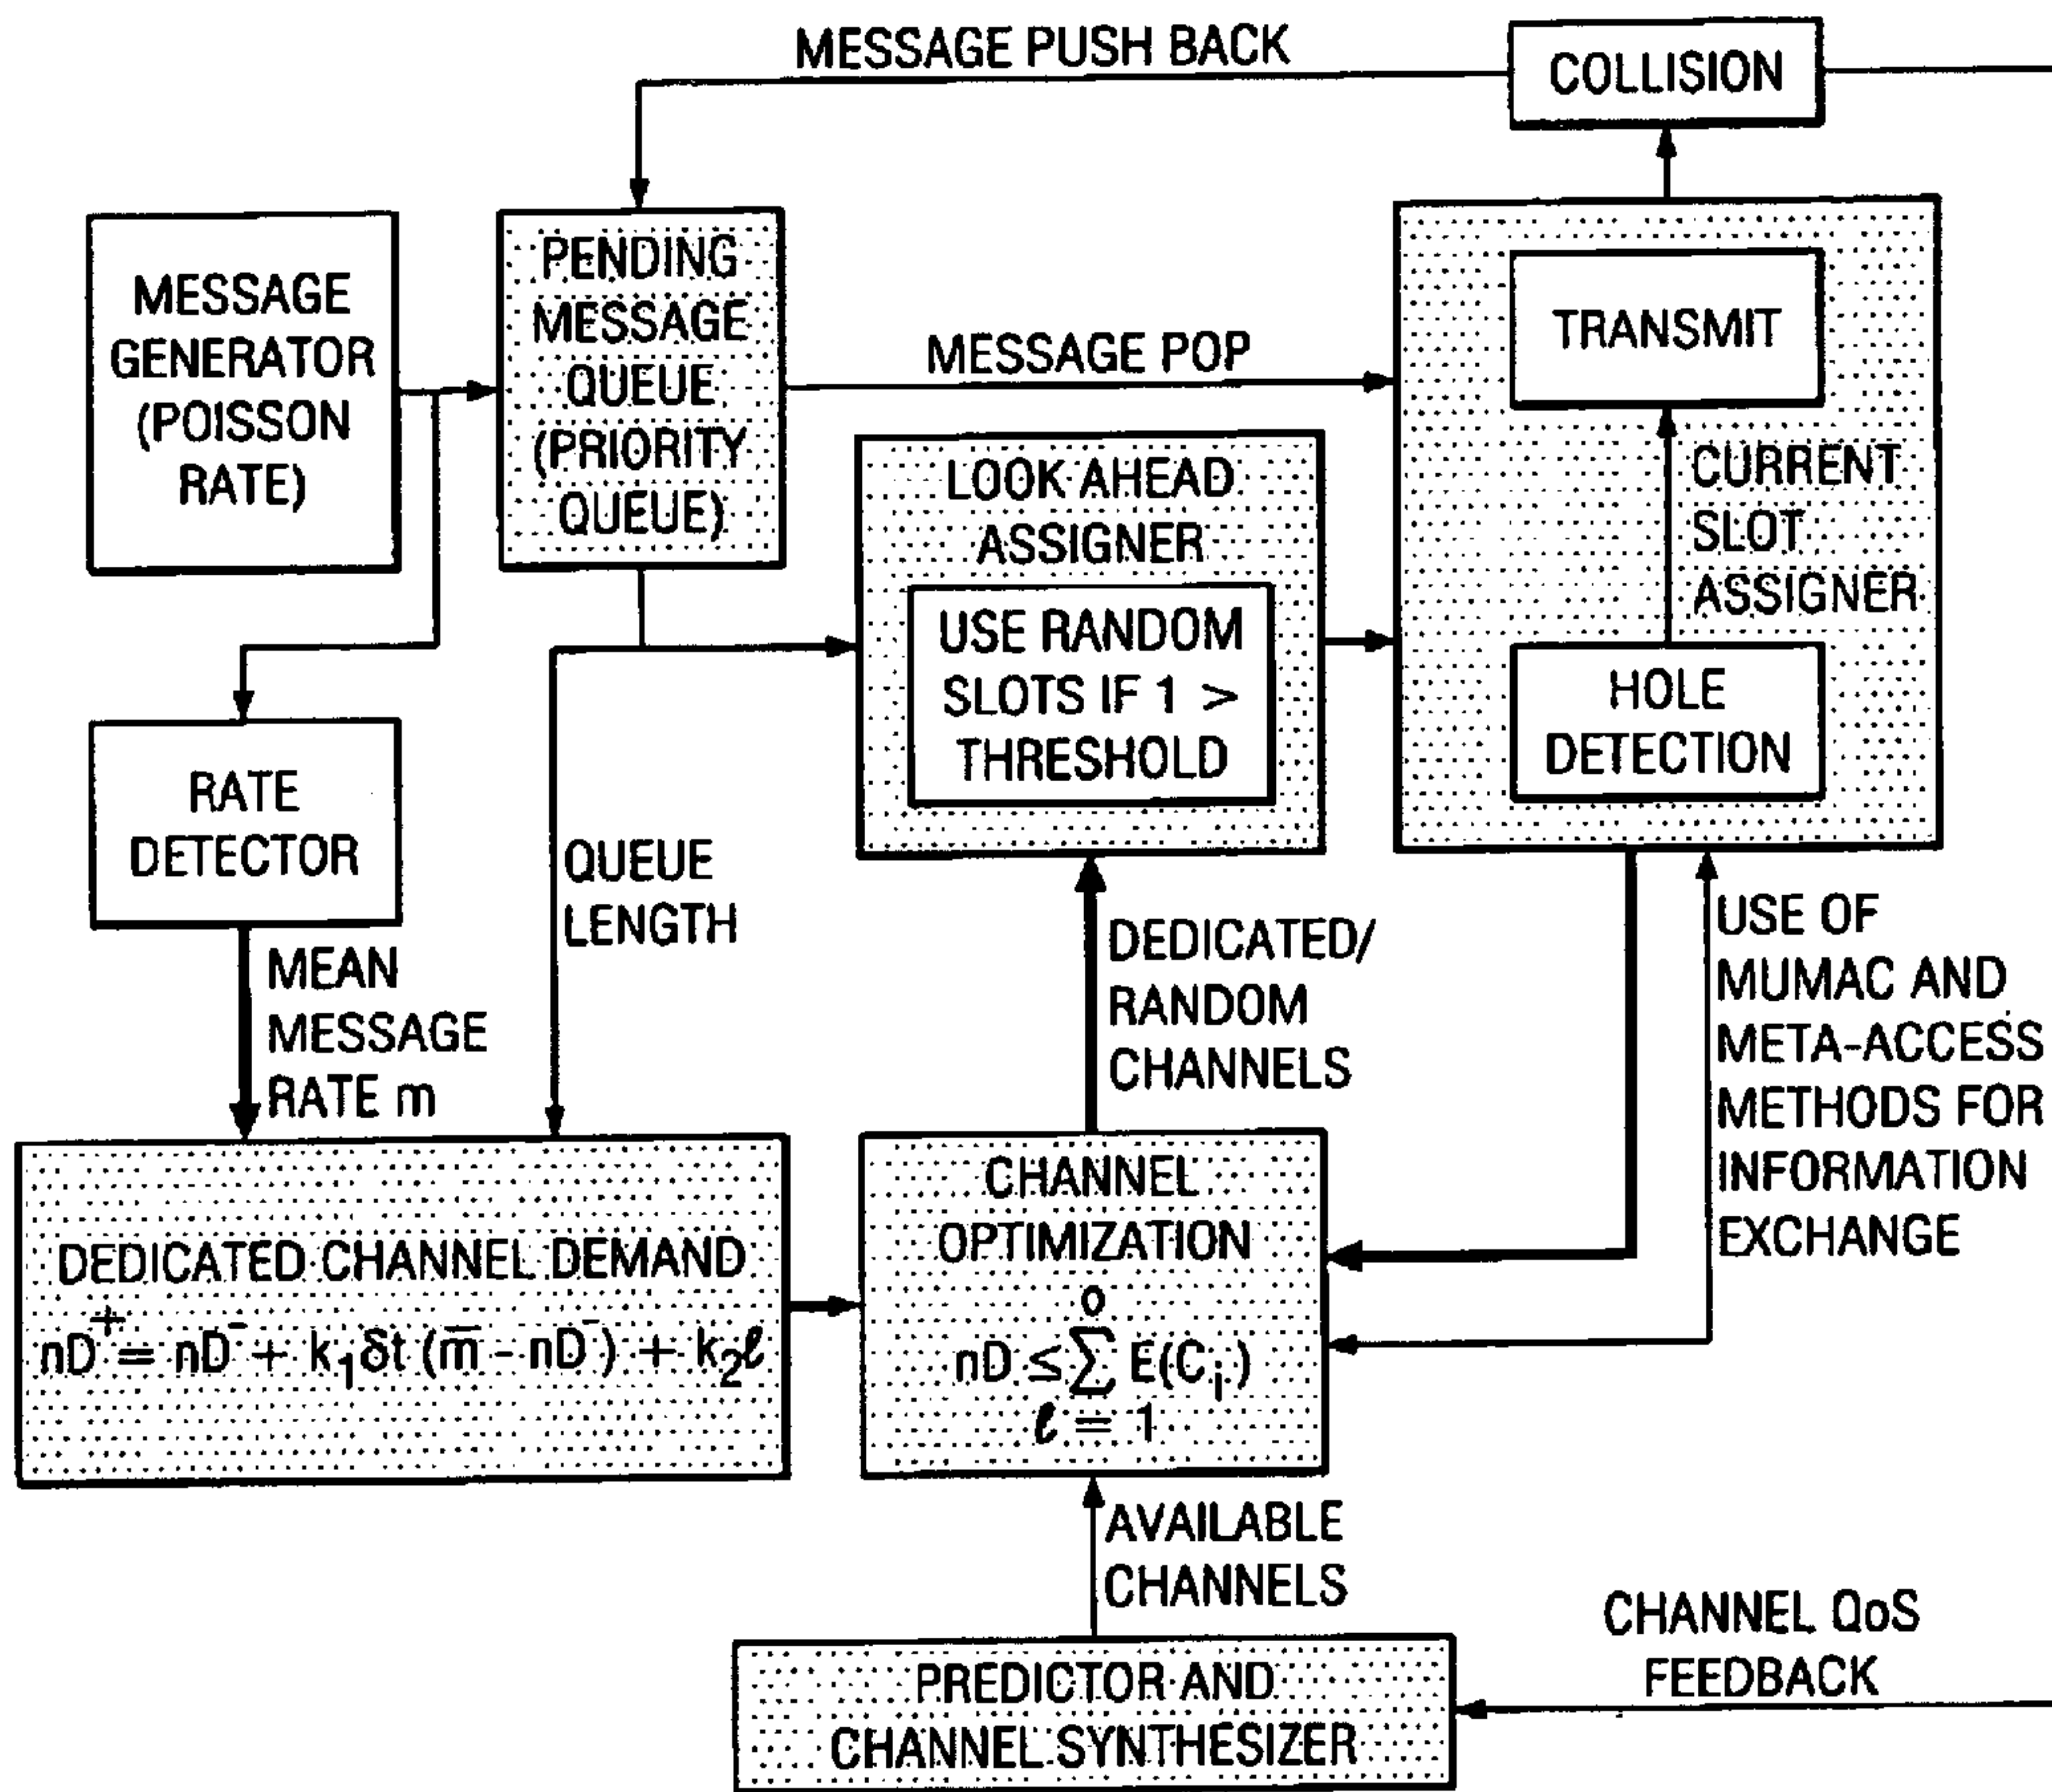 MESSAGE PUSH BACK
COLLISION
MESSAGE
GENERATOR
(POISSON
RATE)
PENDING
MESSAGE
QUEUE
(PRIORITY
QUEUE)
MESSAGE POP
TRANSMIT
CURRENT
SLOT
ASSIGNER
HOLE
DETECTION
LOOK AHEAD
ASSIGNER
USE RANDOM
SLOTS IF 1 >
THRESHOLD
RATE
DETECTOR
MEAN
MESSAGE
RATE m
QUEUE
LENGTH
DEDICATED/
RANDOM
CHANNELS
USE OF
MUMAC AND
META-ACCESS
METHODS FOR
INFORMATION
EXCHANGE
DEDICATED CHANNEL DEMAND
nD⁺ = nD⁻ + k₁δt (m̅ - nD⁻) + k₂ℓ
CHANNEL
OPTIMIZATION
o
nD ≤ ∑ E(Cᵢ)
ℓ = 1
AVAILABLE
CHANNELS
PREDICTOR AND
CHANNEL SYNTHESIZER
CHANNEL QoS
FEEDBACK